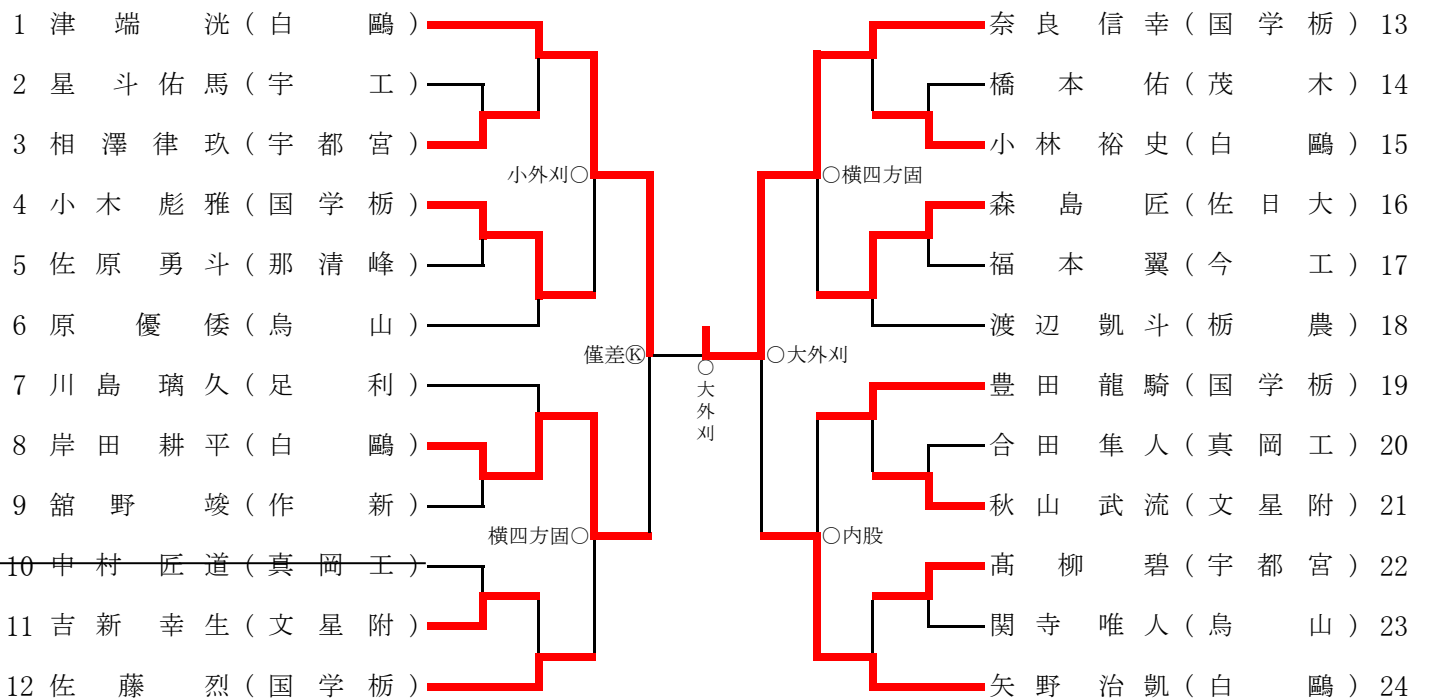 1 津端洸(白鷗)
2 星斗佑馬(宇工)
3 相澤律玖(宇都宮)
小外刈○
4 小木彪雅(国学栃)
5 佐原勇斗(那清峰)
6 原優倭(烏山)
僅差Ⓚ
7 川島璃久(足利)
8 岸田耕平(白鷗)
9 舘野竣(作新)
横四方固○
10 中村匠道(真岡工)
11 吉新幸生(文星附)
12 佐藤烈(国学栃)
○大外刈
奈良信幸(国学栃) 13
橋本佑(茂木) 14
小林裕史(白鷗) 15
○横四方固
森島匠(佐日大) 16
福本翼(今工) 17
渡辺凱斗(栃農) 18
○大外刈
豊田龍騎(国学栃) 19
合田隼人(真岡工) 20
秋山武流(文星附) 21
○内股
髙柳碧(宇都宮) 22
関寺唯人(烏山) 23
矢野治凱(白鷗) 24